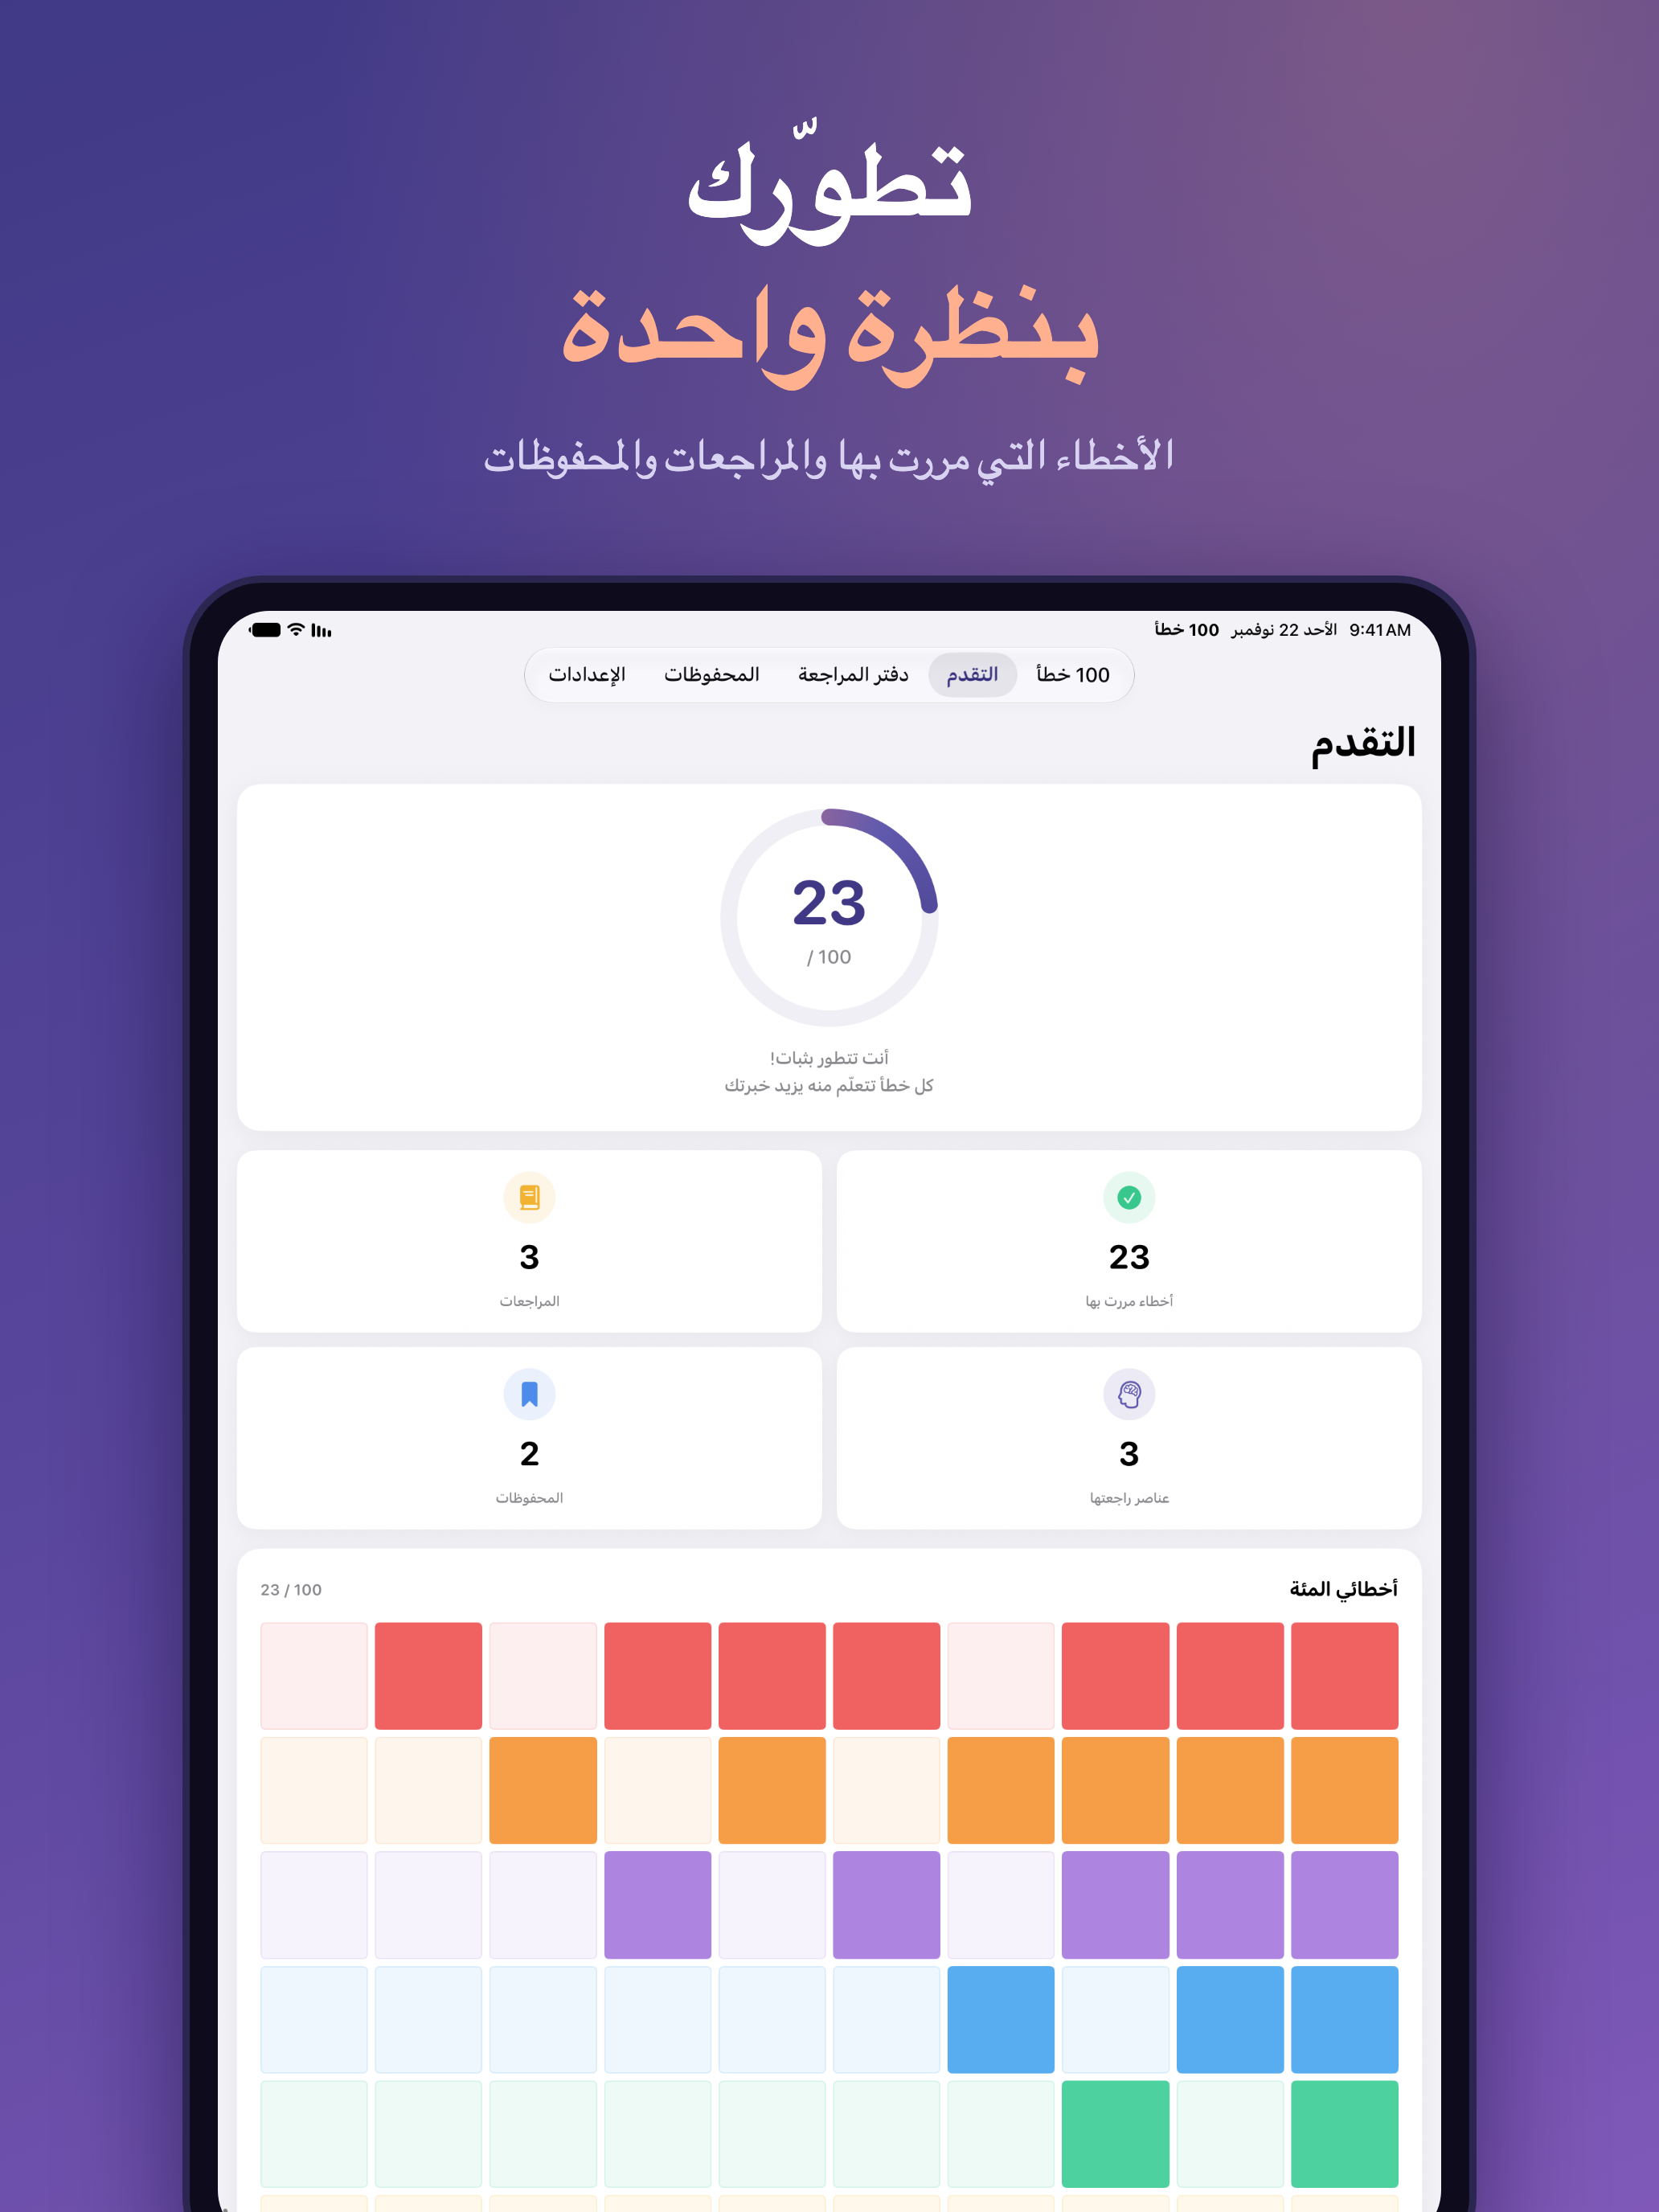 تطوّرك
بنظرة واحدة
الأخطاء التي مررت بها والمراجعات والمحفوظات
9:41 AM الأحد 22 نوفمبر 100 خطأ
100 خطأ التقدم دفتر المراجعة المحفوظات الإعدادات
التقدم
23
/ 100
أنت تتطور بثبات!
كل خطأ تتعلّم منه يزيد خبرتك
23
أخطاء مررت بها
3
المراجعات
3
عناصر راجعتها
2
المحفوظات
أخطائي المئة
23 / 100